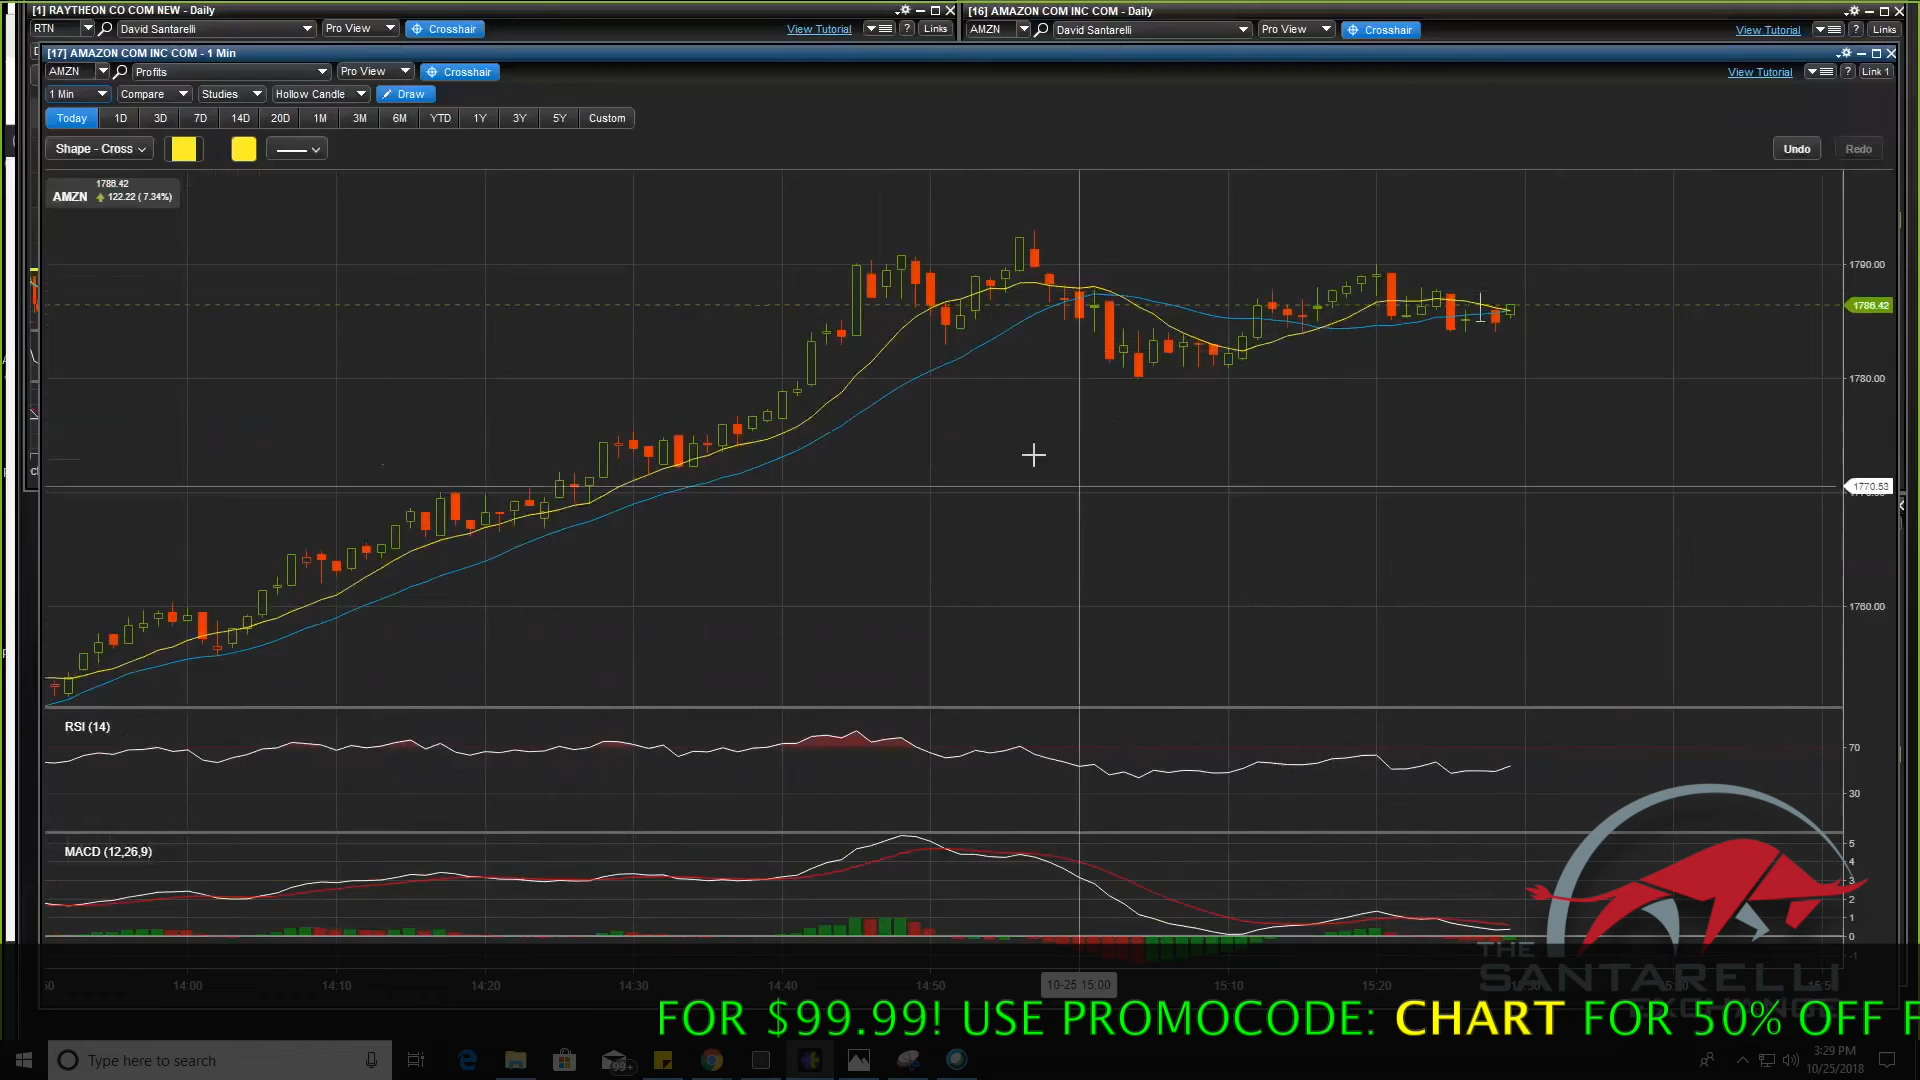 [1] RAYTHEON CO COM NEW - Daily
[16] AMAZON COM INC COM - Daily
RTN David Santarelli Pro View Crosshair View Tutorial ? Links
AMZN David Santarelli Pro View Crosshair View Tutorial ? Links
[17] AMAZON COM INC COM - 1 Min
AMZN Profits Pro View Crosshair View Tutorial ? Link 1
1 Min Compare Studies Hollow Candle Draw
Today 1D 3D 7D 14D 20D 1M 3M 6M YTD 1Y 3Y 5Y Custom
Shape - Cross Undo Redo
1786.42
AMZN 122.22 (7.34%)
1790.00
1786.42
1780.00
1770.53
1760.00
RSI (14)
70
30
MACD (12,26,9)
5
4
3
2
1
0
-1
THE
SANTARELLI
EXCHANGE
50 14:00 14:10 14:20 14:30 14:40 14:50 10-25 15:00 15:10 15:20
FOR $99.99! USE PROMOCODE: CHART FOR 50% OFF F
Type here to search
99+
3:29 PM
10/25/2018